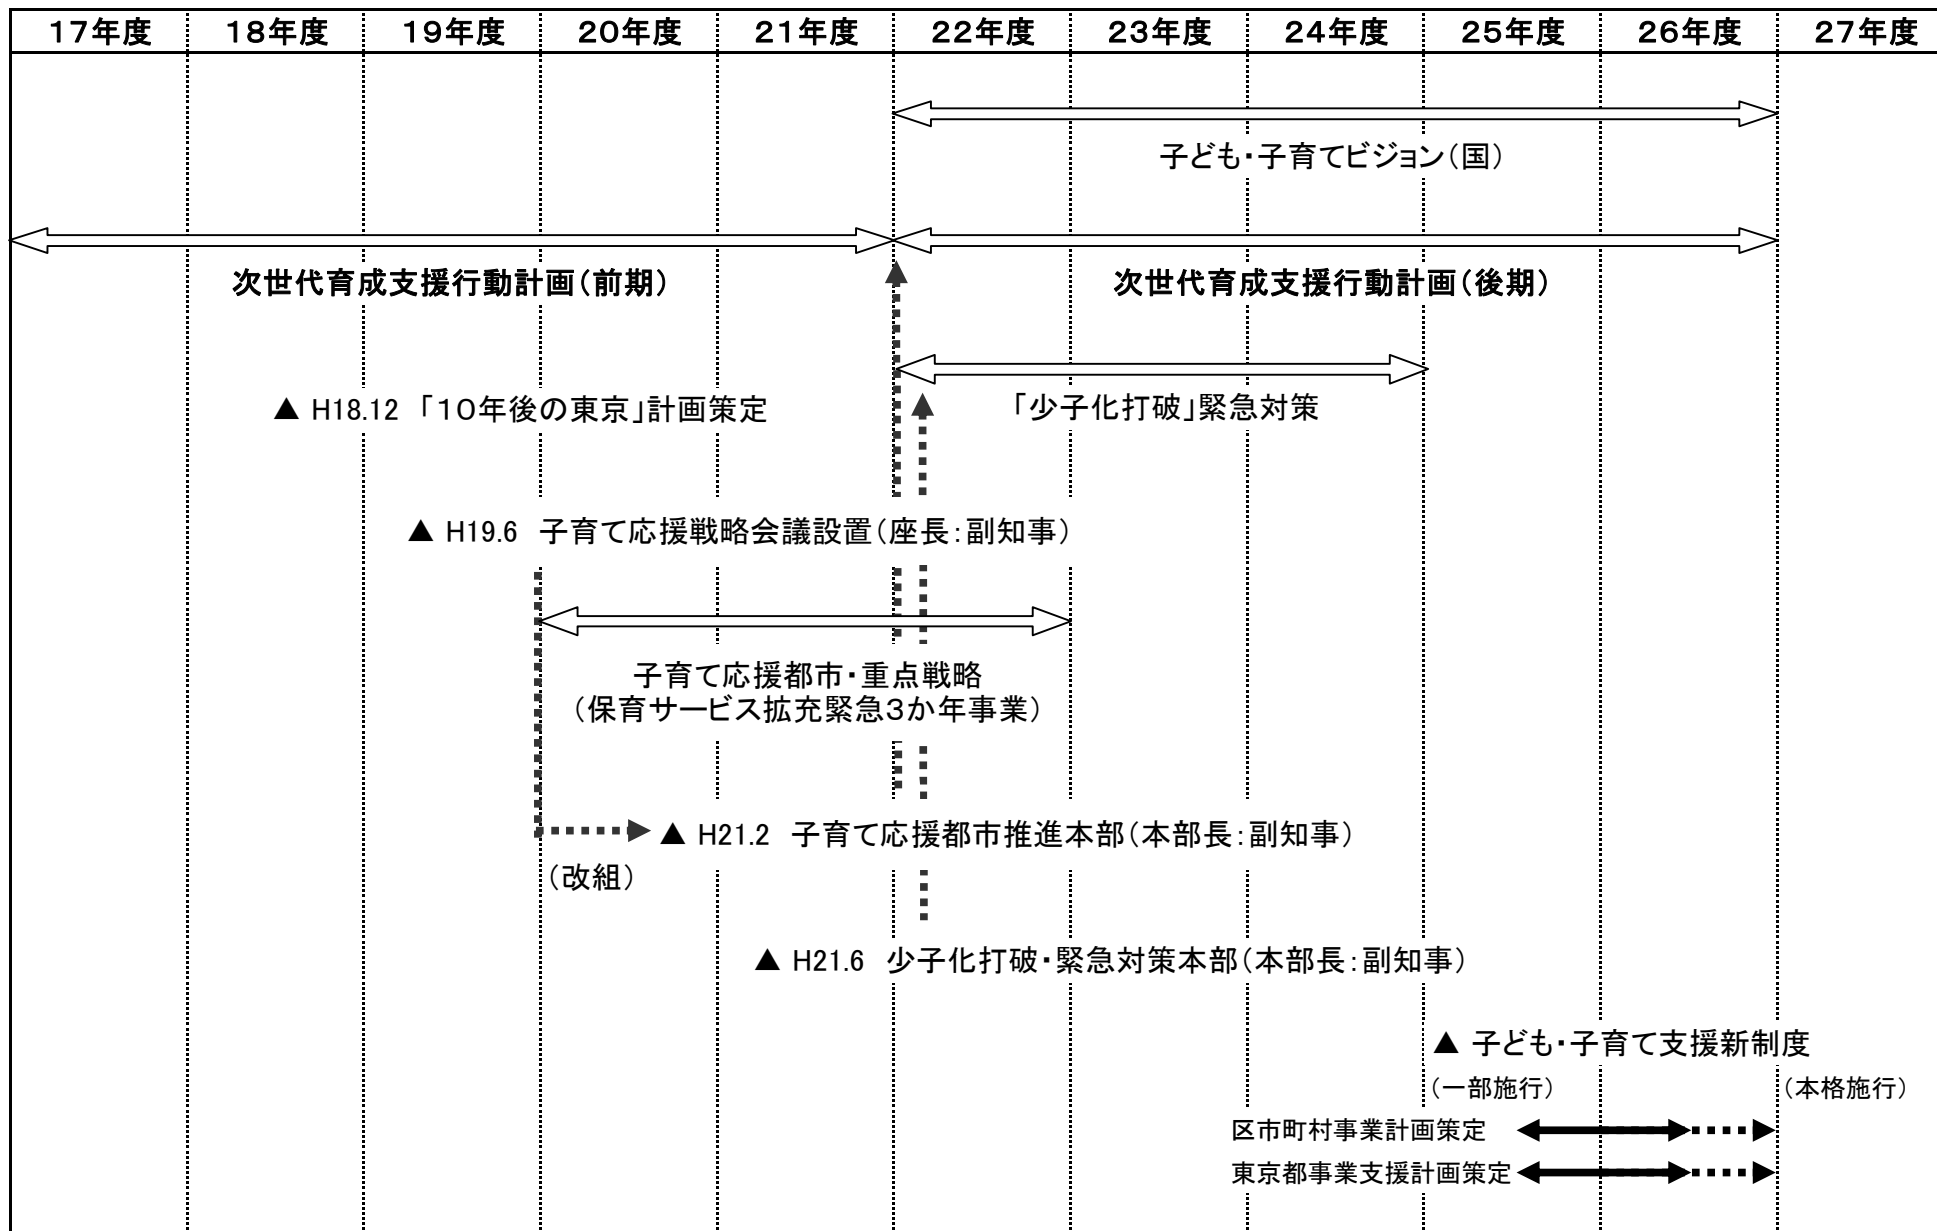 17年度 18年度 19年度 20年度 21年度 22年度 23年度 24年度 25年度 26年度 27年度
子ども・子育てビジョン(国)
次世代育成支援行動計画(前期) 次世代育成支援行動計画(後期)
▲ H18.12 「10年後の東京」計画策定 「少子化打破」緊急対策
▲ H19.6 子育て応援戦略会議設置(座長:副知事)
子育て応援都市・重点戦略
(保育サービス拡充緊急3か年事業)
▲ H21.2 子育て応援都市推進本部(本部長:副知事)
(改組)
▲ H21.6 少子化打破・緊急対策本部(本部長:副知事)
▲ 子ども・子育て支援新制度
(一部施行) (本格施行)
区市町村事業計画策定
東京都事業支援計画策定